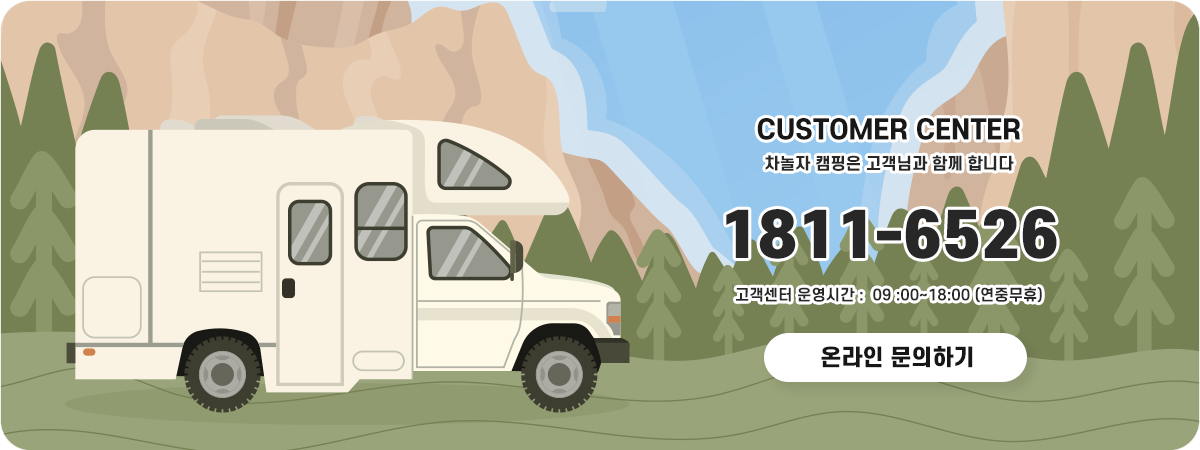 CUSTOMER CENTER
차놀자 캠핑은 고객님과 함께 합니다
1811-6526
고객센터 운영시간 : 09 :00~18:00 (연중무휴)
온라인 문의하기